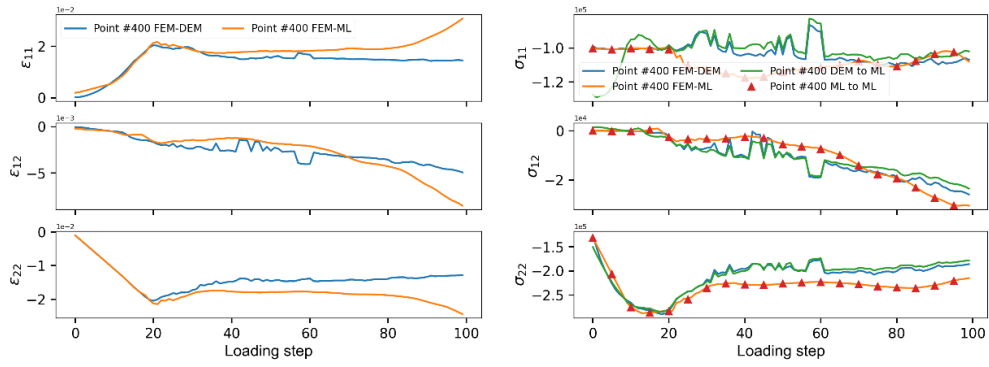 Point #400 FEM-DEM
Point #400 FEM-ML
ε11
2
0
1e−3
ε12
0
−5
1e−2
ε22
0
−1
−2
0 20 40 60 80 100
Loading step
1e5
σ11
−1.0
−1.2
Point #400 FEM-DEM
Point #400 FEM-ML
Point #400 DEM to ML
Point #400 ML to ML
1e4
σ12
0
−2
1e5
σ22
−1.5
−2.0
−2.5
0 20 40 60 80 100
Loading step
1e−2